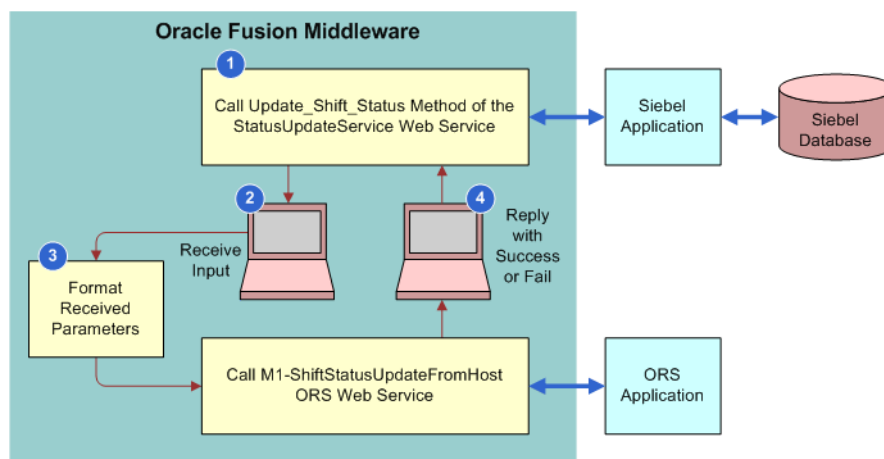 Oracle Fusion Middleware
1
Call Update_Shift_Status Method of the
StatusUpdateService Web Service
Siebel
Application
Siebel
Database
2
Receive
Input
4
Reply
with
Success
or Fail
3
Format
Received
Parameters
Call M1-ShiftStatusUpdateFromHost
ORS Web Service
ORS
Application